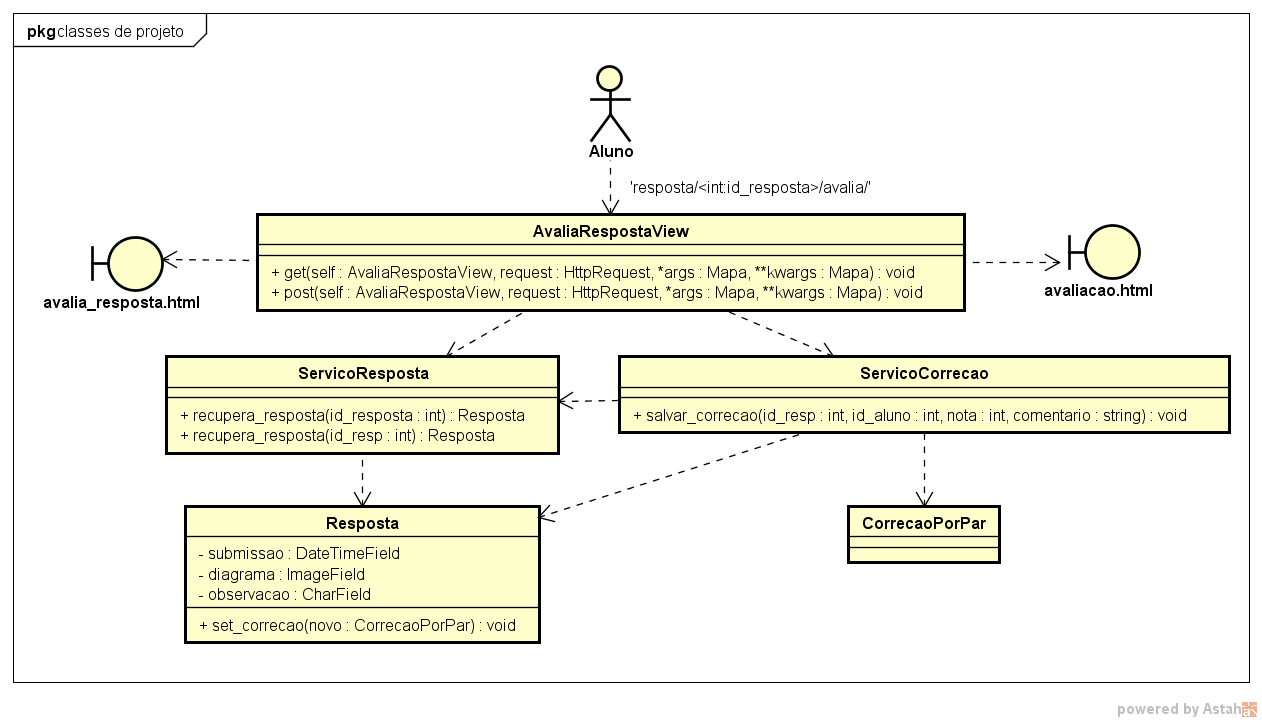 pkg classes de projeto
Aluno
'resposta/<int:id_resposta>/avalia/'
AvaliaRespostaView
+ get(self : AvaliaRespostaView, request : HttpRequest, *args : Mapa, **kwargs : Mapa) : void
+ post(self : AvaliaRespostaView, request : HttpRequest, *args : Mapa, **kwargs : Mapa) : void
avalia_resposta.html
avaliacao.html
ServicoResposta
+ recupera_resposta(id_resposta : int) : Resposta
+ recupera_resposta(id_resp : int) : Resposta
ServicoCorrecao
+ salvar_correcao(id_resp : int, id_aluno : int, nota : int, comentario : string) : void
Resposta
- submissao : DateTimeField
- diagrama : ImageField
- observacao : CharField
+ set_correcao(novo : CorrecaoPorPar) : void
CorrecaoPorPar
powered by Astah